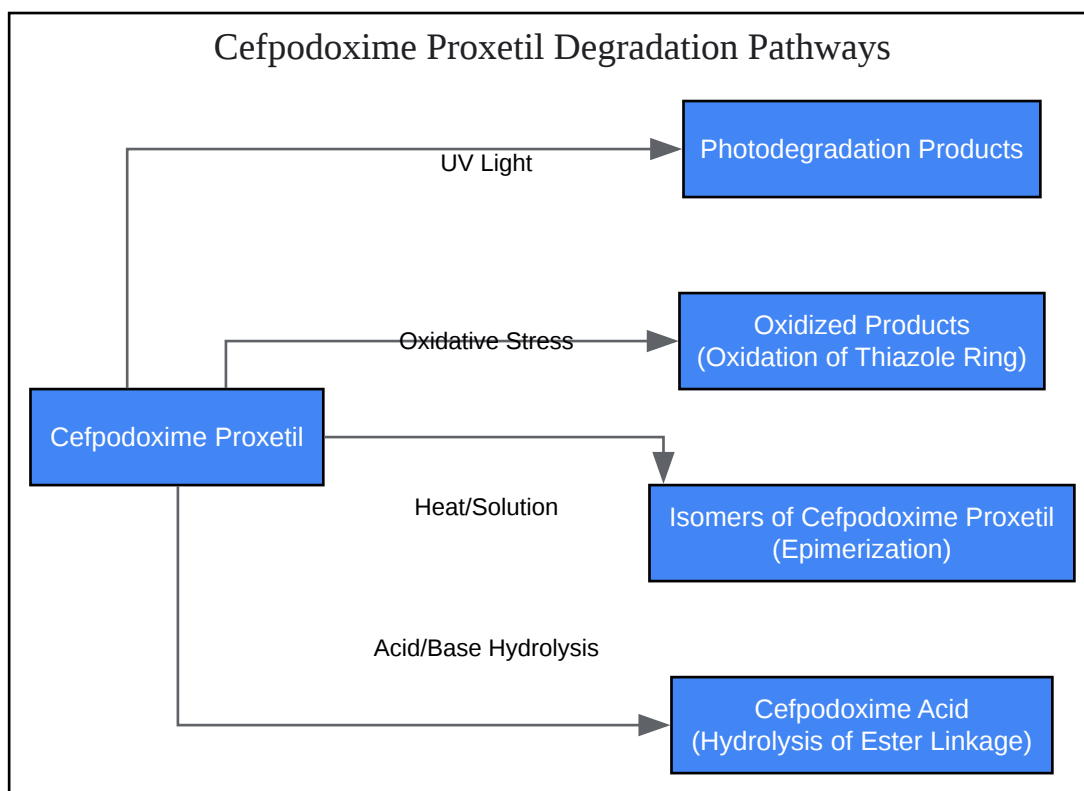 Cefpodoxime Proxetil Degradation Pathways
Photodegradation Products
UV Light
Oxidized Products
(Oxidation of Thiazole Ring)
Oxidative Stress
Cefpodoxime Proxetil
Heat/Solution
Isomers of Cefpodoxime Proxetil
(Epimerization)
Acid/Base Hydrolysis
Cefpodoxime Acid
(Hydrolysis of Ester Linkage)